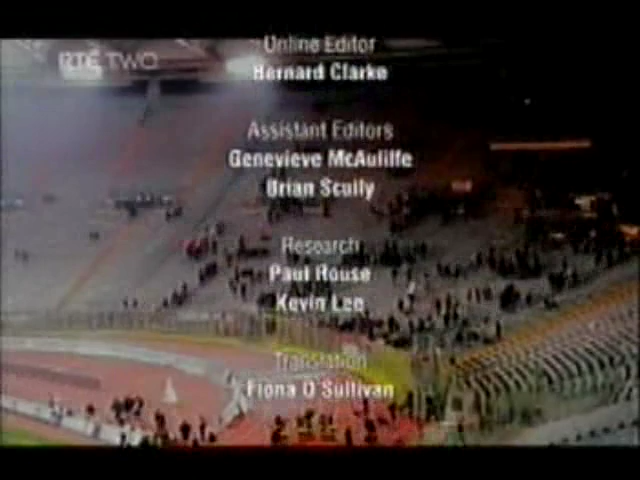 RTÉ TWO
Online Editor
Bernard Clarke
Assistant Editors
Genevieve McAuliffe
Brian Scully
Research
Paul Rouse
Kevin Lee
Translation
Fiona O'Sullivan